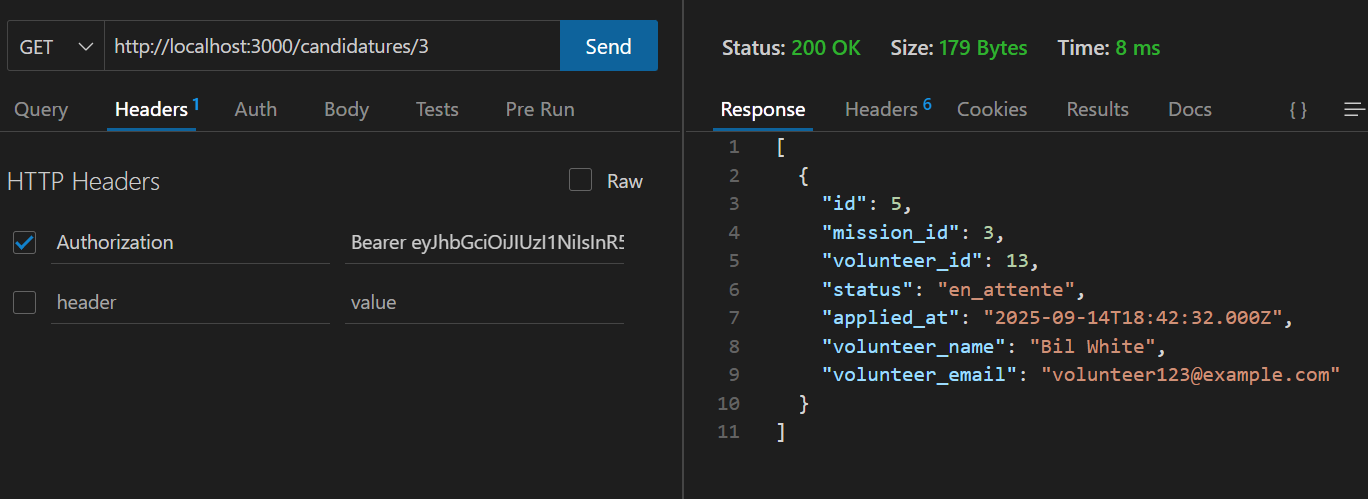 GET http://localhost:3000/candidatures/3 Send
Query Headers 1 Auth Body Tests Pre Run
HTTP Headers Raw
Authorization Bearer eyJhbGciOiJIUzI1NiIsInR5
header value
Status: 200 OK Size: 179 Bytes Time: 8 ms
Response Headers 6 Cookies Results Docs { }
1 [
2 {
3 "id": 5,
4 "mission_id": 3,
5 "volunteer_id": 13,
6 "status": "en_attente",
7 "applied_at": "2025-09-14T18:42:32.000Z",
8 "volunteer_name": "Bil White",
9 "volunteer_email": "volunteer123@example.com"
10 }
11 ]